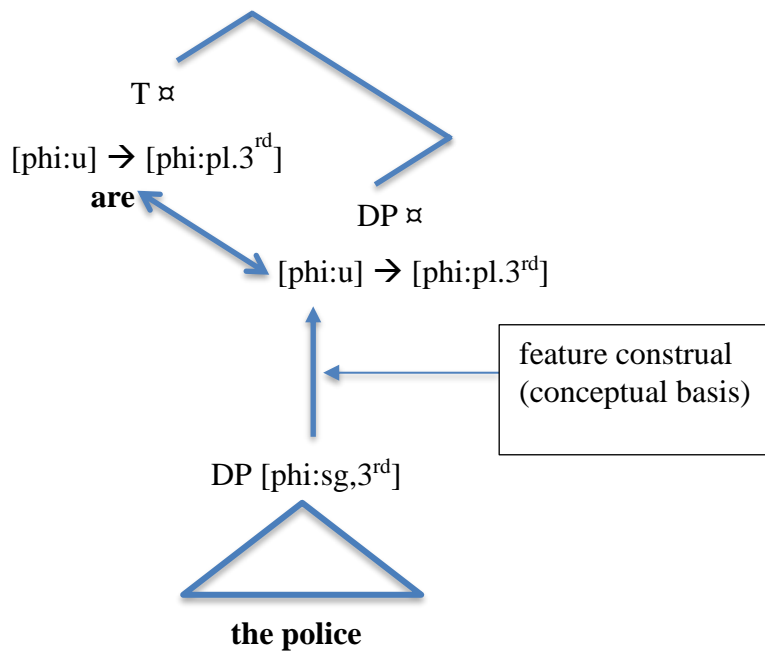 T ¤
[phi:u] → [phi:pl.3rd]
are
DP ¤
[phi:u] → [phi:pl.3rd]
feature construal
(conceptual basis)
DP [phi:sg,3rd]
the police